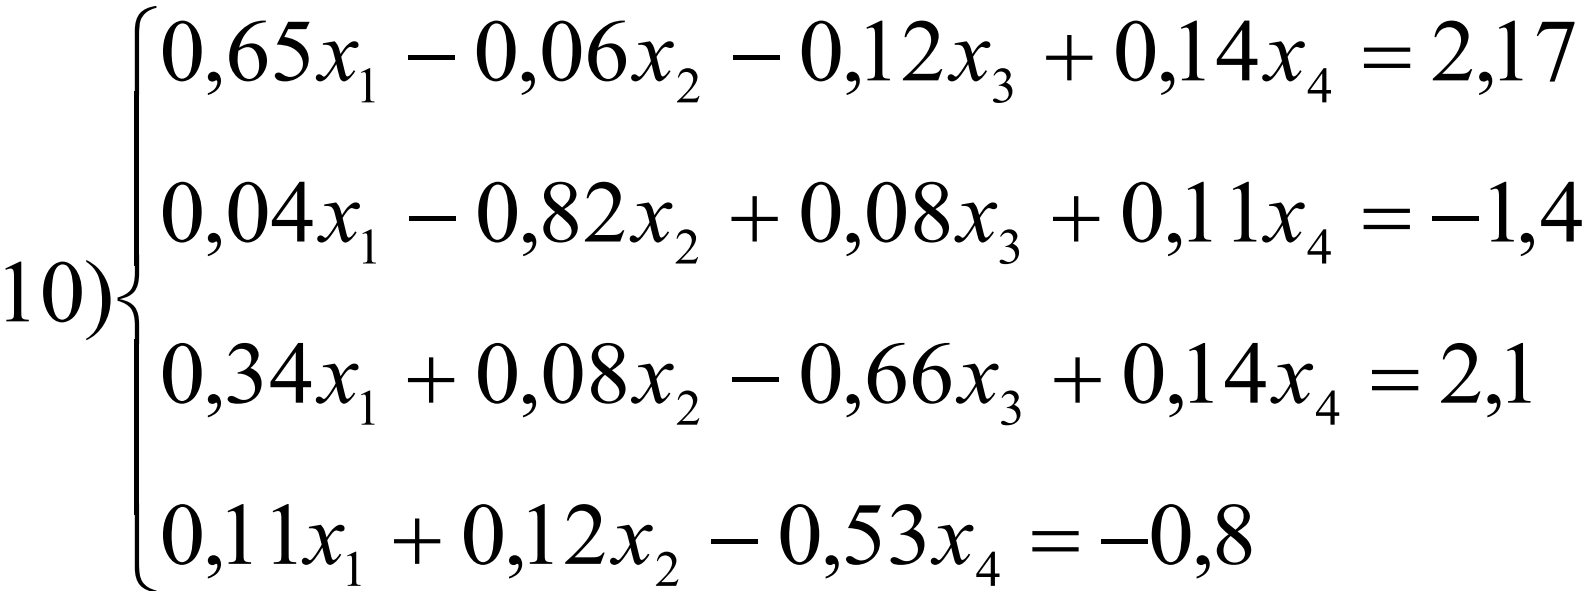 0,65x₁ − 0,06x₂ − 0,12x₃ + 0,14x₄ = 2,17
0,04x₁ − 0,82x₂ + 0,08x₃ + 0,11x₄ = −1,4
10)
0,34x₁ + 0,08x₂ − 0,66x₃ + 0,14x₄ = 2,1
0,11x₁ + 0,12x₂ − 0,53x₄ = −0,8